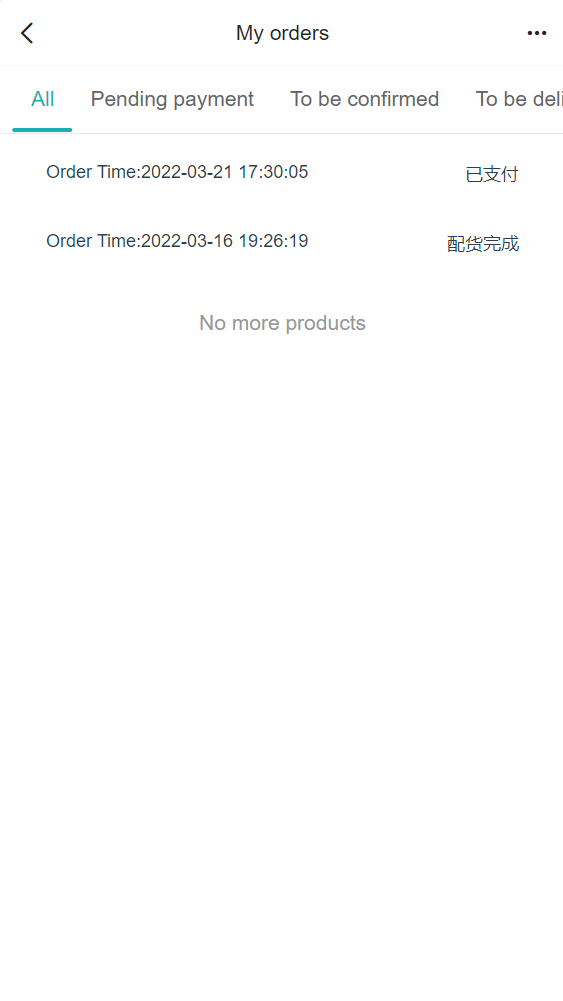 My orders
All Pending payment To be confirmed To be deli
Order Time:2022-03-21 17:30:05 已支付
Order Time:2022-03-16 19:26:19 配货完成
No more products